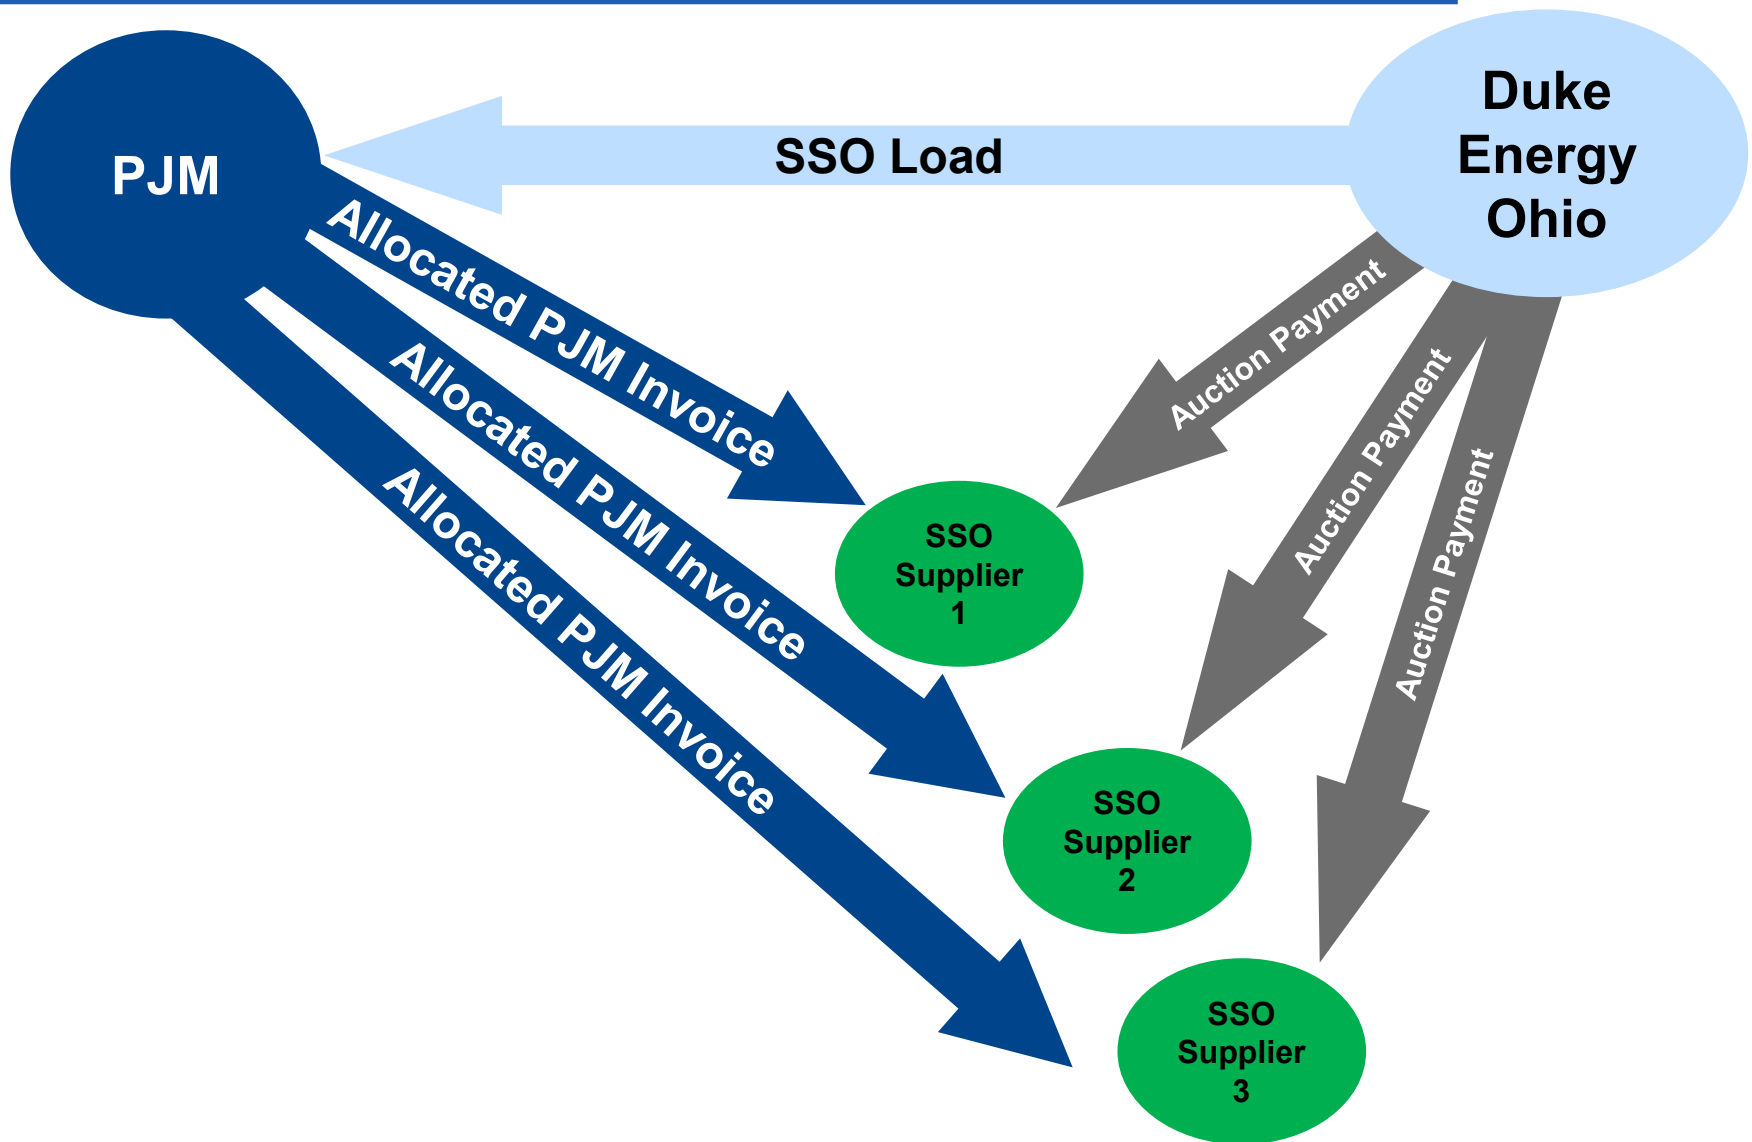 PJM
SSO Load
Duke
Energy
Ohio
Allocated PJM Invoice
Allocated PJM Invoice
Allocated PJM Invoice
Auction Payment
Auction Payment
Auction Payment
SSO
Supplier
1
SSO
Supplier
2
SSO
Supplier
3